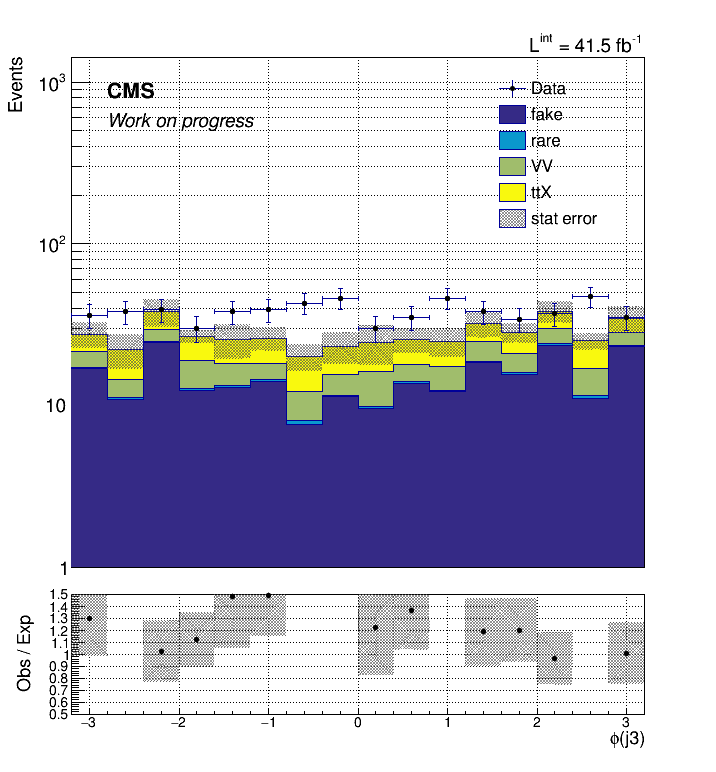 L^int = 41.5 fb^-1
Events
10^3
CMS
Work on progress
Data
fake
rare
VV
ttX
stat error
10^2
10
1
Obs / Exp
1.5
1.4
1.3
1.2
1.1
1
0.9
0.8
0.7
0.6
0.5
−3 −2 −1 0 1 2 3
ϕ(j3)